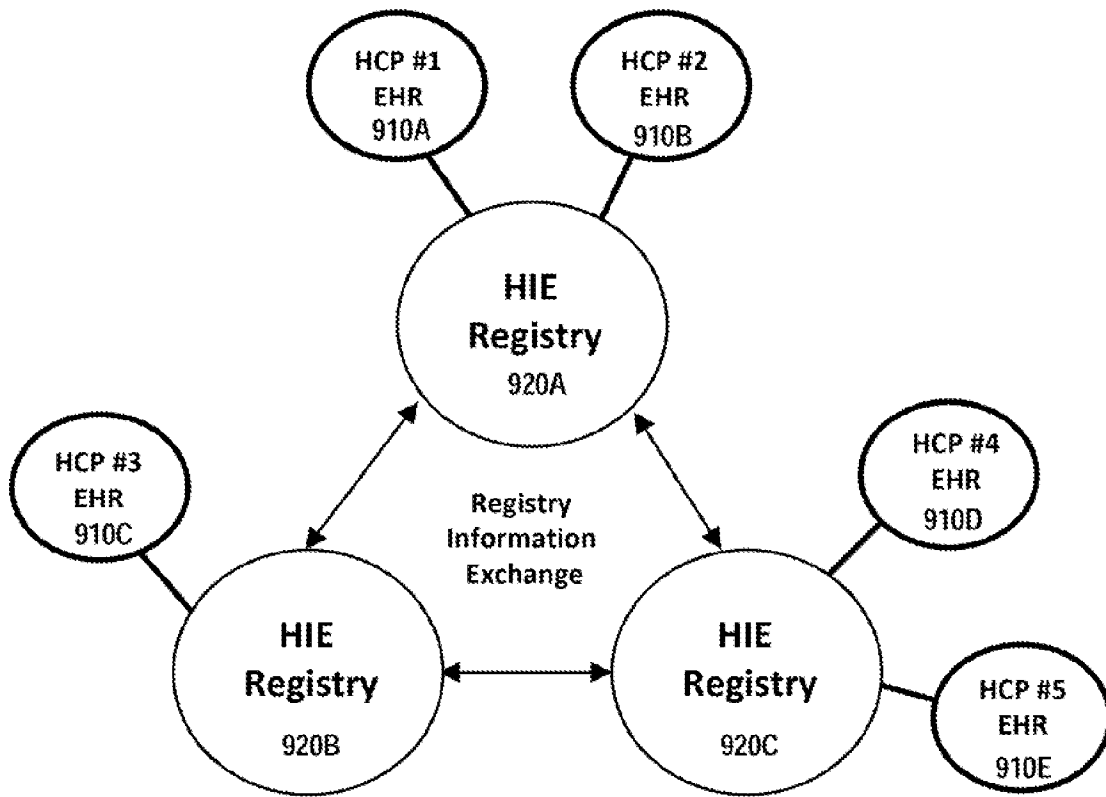 HCP #1
EHR
910A
HCP #2
EHR
910B
HIE
Registry
920A
HCP #3
EHR
910C
Registry
Information
Exchange
HCP #4
EHR
910D
HIE
Registry
920B
HIE
Registry
920C
HCP #5
EHR
910E